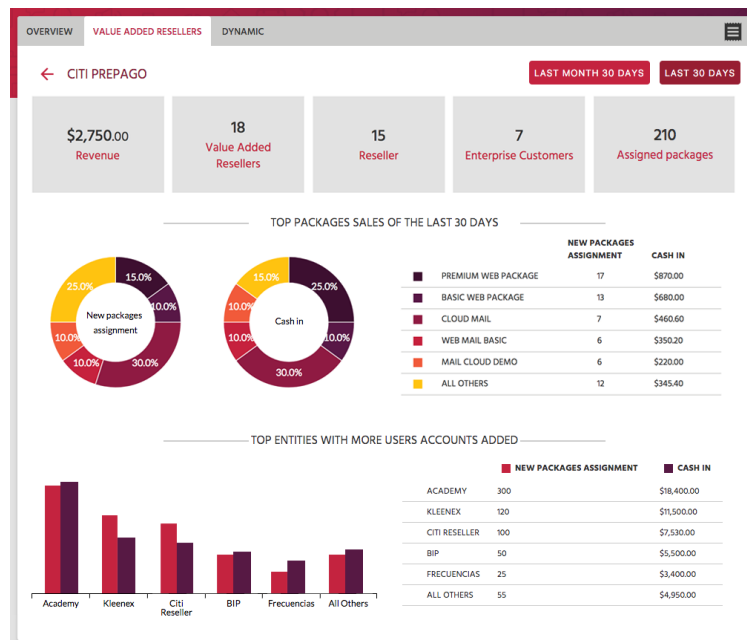 OVERVIEW VALUE ADDED RESELLERS DYNAMIC
CITI PREPAGO
LAST MONTH 30 DAYS LAST 30 DAYS
$2,750.00
Revenue
18
Value Added
Resellers
15
Reseller
7
Enterprise Customers
210
Assigned packages
TOP PACKAGES SALES OF THE LAST 30 DAYS
15.0%
10.0%
30.0%
10.0%
10.0%
25.0%
New packages
assignment
25.0%
10.0%
30.0%
10.0%
10.0%
15.0%
Cash in
NEW PACKAGES
ASSIGNMENT CASH IN
PREMIUM WEB PACKAGE 17 $870.00
BASIC WEB PACKAGE 13 $680.00
CLOUD MAIL 7 $460.60
WEB MAIL BASIC 6 $350.20
MAIL CLOUD DEMO 6 $220.00
ALL OTHERS 12 $345.40
TOP ENTITIES WITH MORE USERS ACCOUNTS ADDED
Academy Kleenex Citi Reseller BIP Frecuencias All Others
NEW PACKAGES ASSIGNMENT CASH IN
ACADEMY 300 $18,400.00
KLEENEX 120 $11,500.00
CITI RESELLER 100 $7,530.00
BIP 50 $5,500.00
FRECUENCIAS 25 $3,400.00
ALL OTHERS 55 $4,950.00